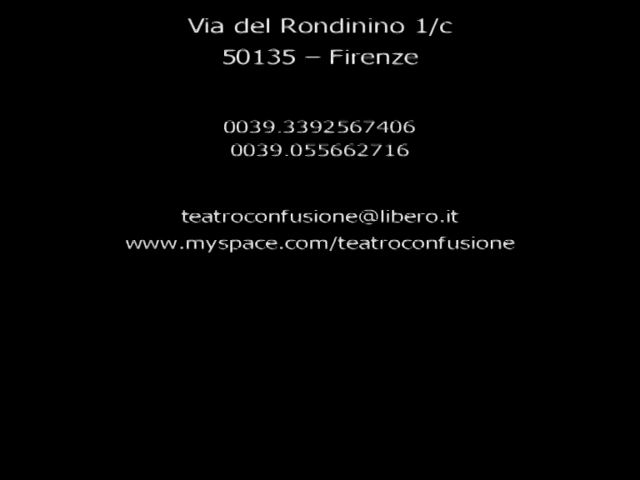 Via del Rondinino 1/c
50135 – Firenze
0039.3392567406
0039.055662716
teatroconfusione@libero.it
www.myspace.com/teatroconfusione